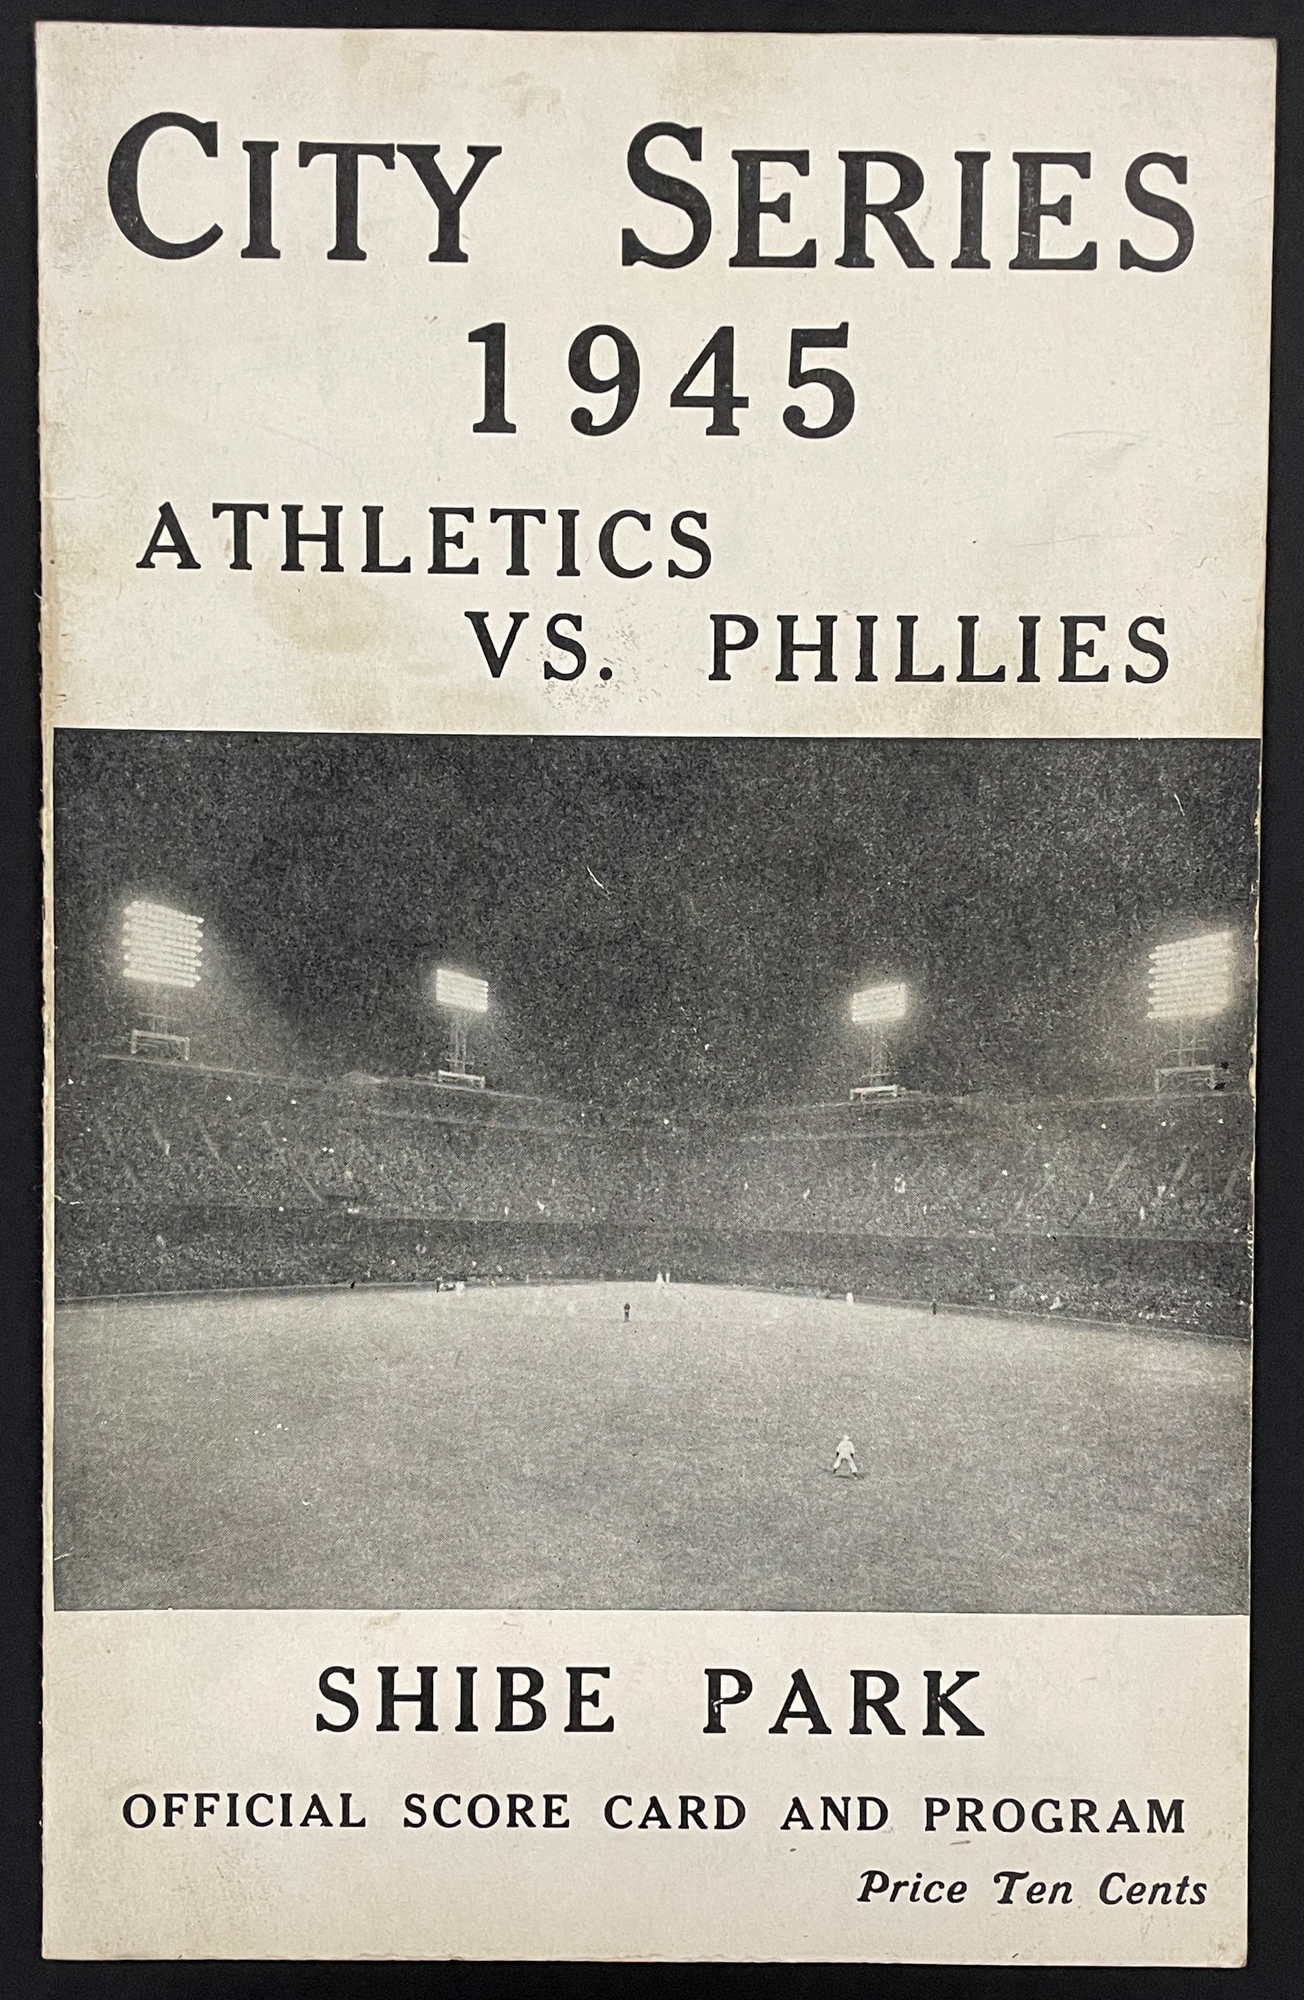 CITY SERIES
1945
ATHLETICS
VS. PHILLIES
SHIBE PARK
OFFICIAL SCORE CARD AND PROGRAM
Price Ten Cents